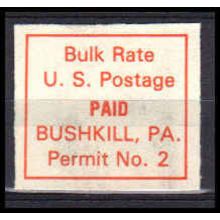 Bulk Rate
U. S. Postage
PAID
BUSHKILL, PA.
Permit No. 2